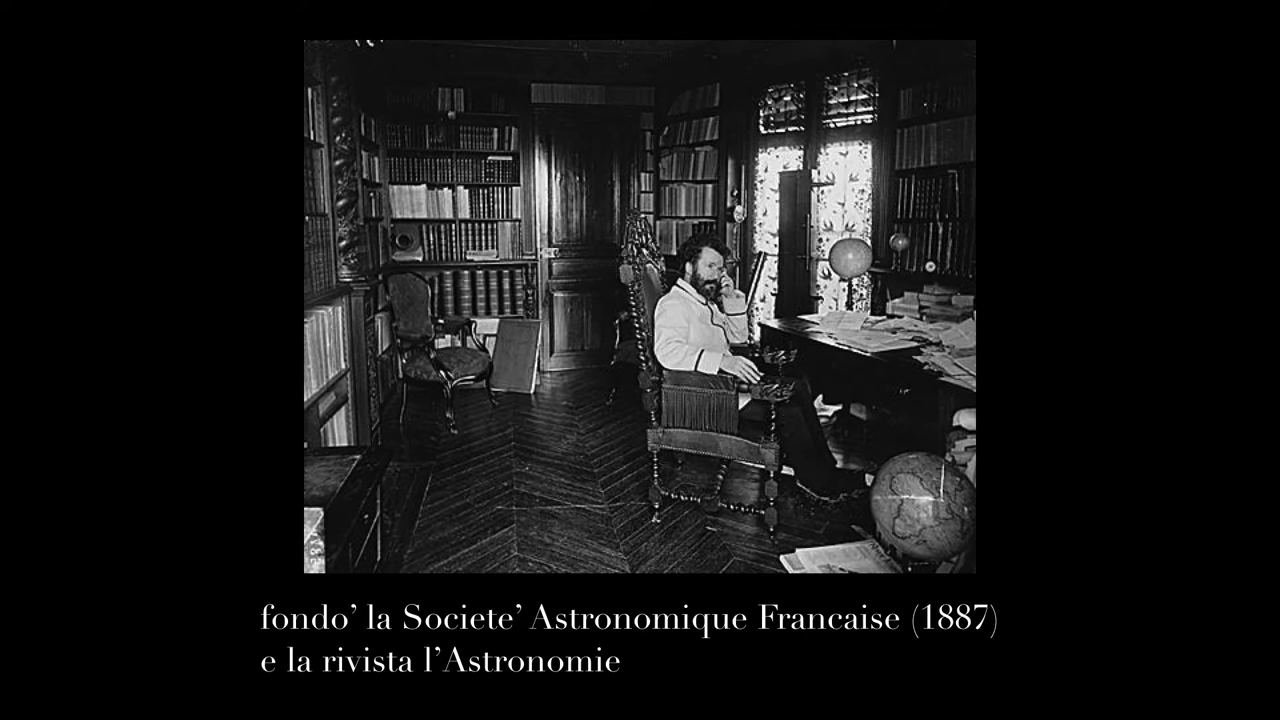 fondo’ la Societe’ Astronomique Francaise (1887)
e la rivista l’Astronomie